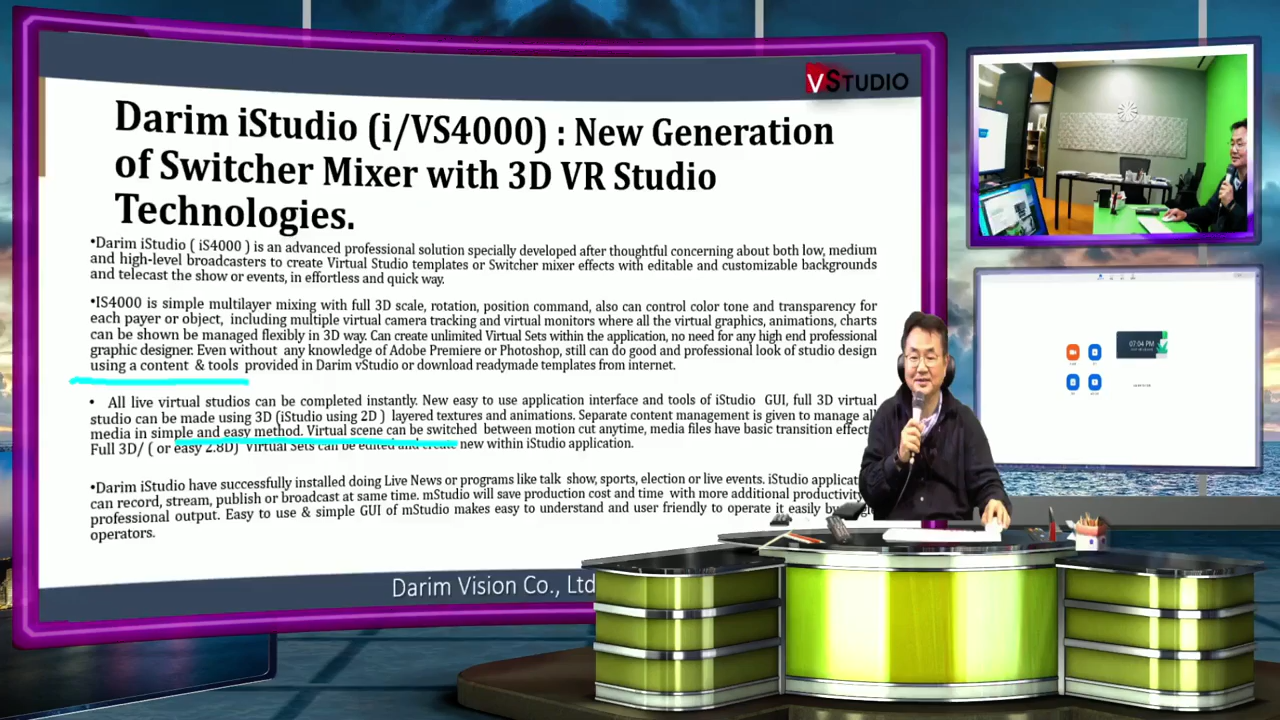 VSTUDIO
Darim iStudio (i/VS4000) : New Generation
of Switcher Mixer with 3D VR Studio
Technologies.
•Darim iStudio ( iS4000 ) is an advanced professional solution specially developed after thoughtful concerning about both low, medium
and high-level broadcasters to create Virtual Studio templates or Switcher mixer effects with editable and customizable backgrounds
and telecast the show or events, in effortless and quick way.
•IS4000 is simple multilayer mixing with full 3D scale, rotation, position command, also can control color tone and transparency for
each payer or object, including multiple virtual camera tracking and virtual monitors where all the virtual graphics, animations, charts
can be shown be managed flexibly in 3D way. Can create unlimited Virtual Sets within the application, no need for any high end professional
graphic designer. Even without any knowledge of Adobe Premiere or Photoshop, still can do good and professional look of studio design
using a content & tools provided in Darim vStudio or download readymade templates from internet.
• All live virtual studios can be completed instantly. New easy to use application interface and tools of iStudio GUI, full 3D virtual
studio can be made using 3D (iStudio using 2D ) layered textures and animations. Separate content management is given to manage all
media in simple and easy method. Virtual scene can be switched between motion cut anytime, media files have basic transition effect
Full 3D/ ( or easy 2.8D) Virtual Sets can be edited and create new within iStudio application.
•Darim iStudio have successfully installed doing Live News or programs like talk show, sports, election or live events. iStudio applicat
can record, stream, publish or broadcast at same time. mStudio will save production cost and time with more additional productivity
professional output. Easy to use & simple GUI of mStudio makes easy to understand and user friendly to operate it easily by
operators.
Darim Vision Co., Ltd
07:04 PM